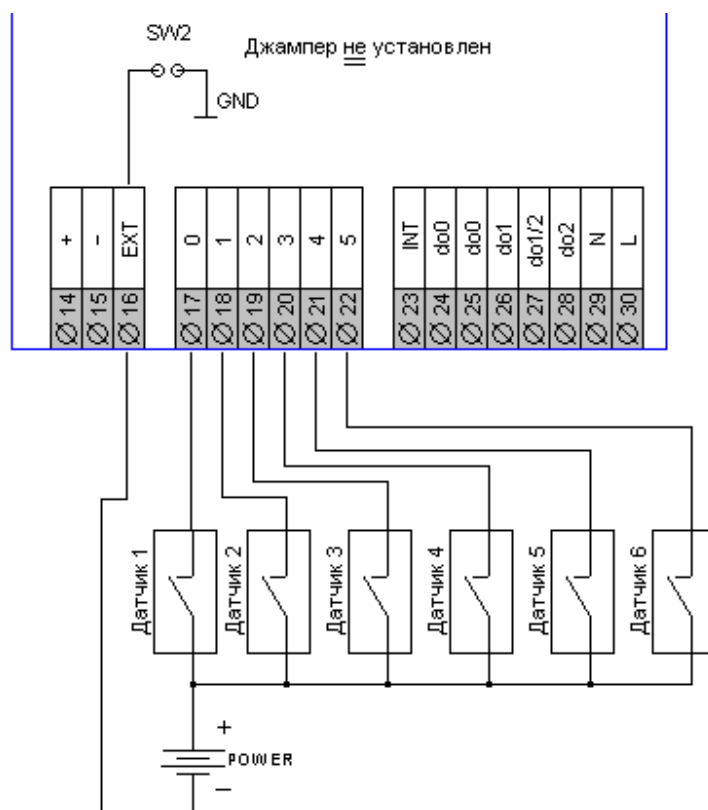 SW2
Джампер не установлен
GND
+
−
EXT
0
1
2
3
4
5
INT
do0
do0
do1
do1/2
do2
N
L
14
15
16
17
18
19
20
21
22
23
24
25
26
27
28
29
30
Датчик 1
Датчик 2
Датчик 3
Датчик 4
Датчик 5
Датчик 6
+
POWER
−